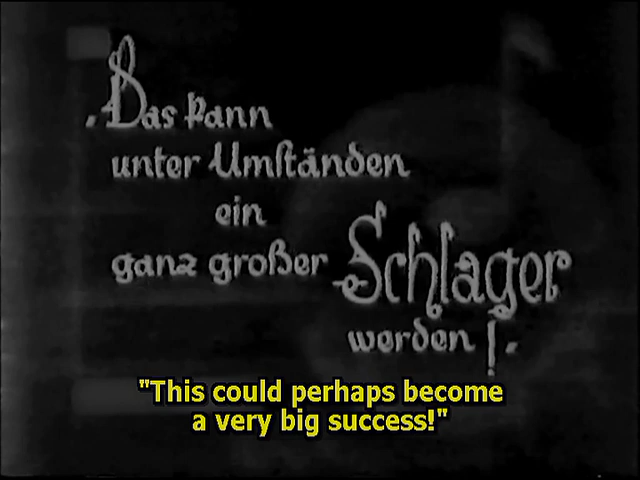 „Das kann
unter Umständen
ein
ganz großer Schlager
werden!"
"This could perhaps become
a very big success!"